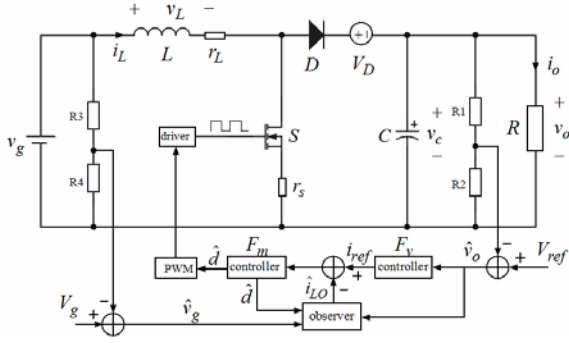 + v_L −
i_L L r_L D V_D i_o
+ı
R3 R1
v_g driver S C + + v_c − R + v_o −
R4 r_s R2
F_m i_ref F_v v̂_o − V_ref
PWM d̂ controller + controller +
d̂ î_LO −
V_g + − v̂_g observer